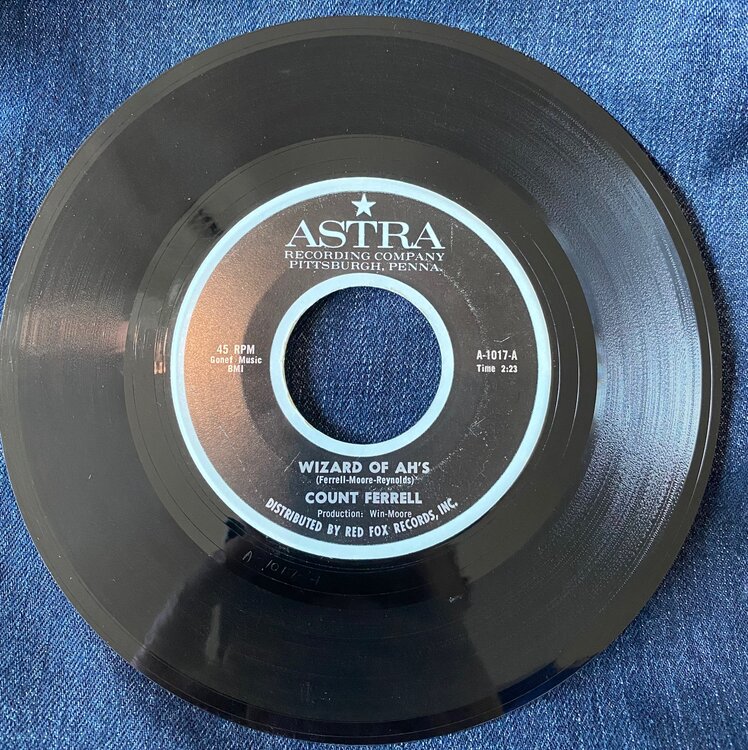 ASTRA
RECORDING COMPANY
PITTSBURGH, PENNA.
45 RPM
Gonef Music
BMI
A-1017-A
Time 2:23
WIZARD OF AH'S
(Ferrell-Moore-Reynolds)
COUNT FERRELL
Production: Win-Moore
DISTRIBUTED BY RED FOX RECORDS, INC.